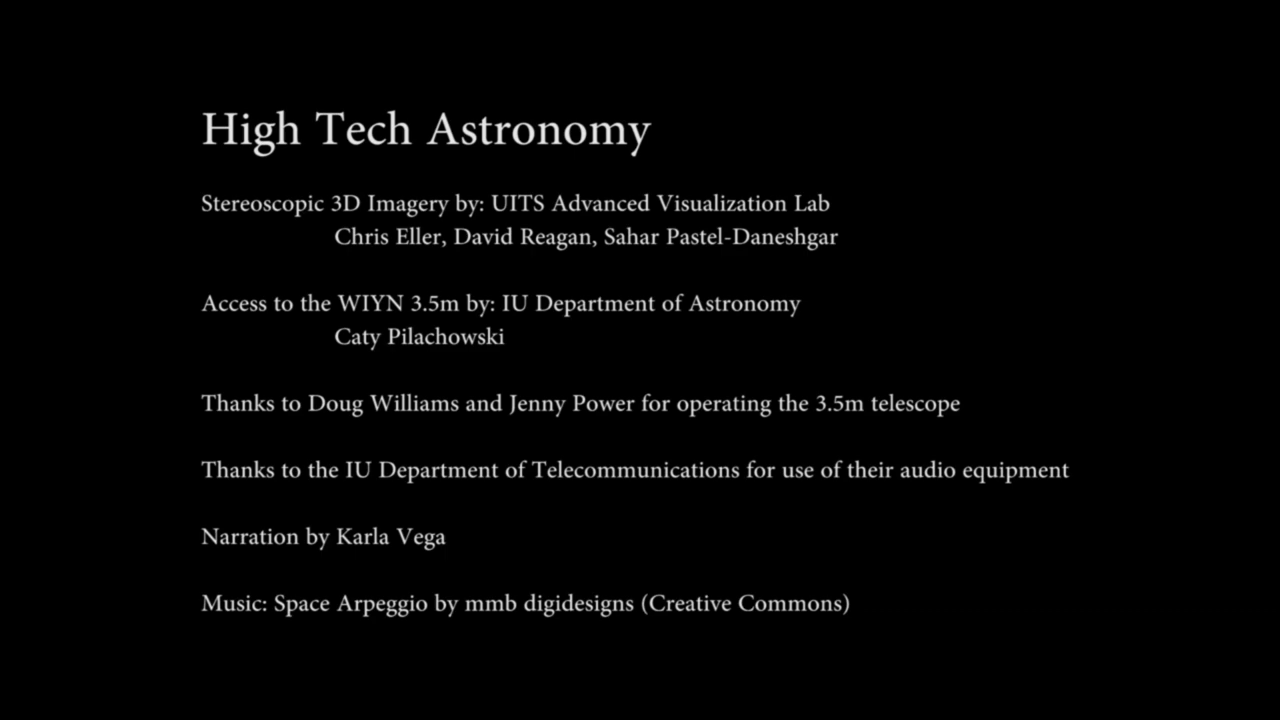 High Tech Astronomy
Stereoscopic 3D Imagery by: UITS Advanced Visualization Lab
Chris Eller, David Reagan, Sahar Pastel-Daneshgar
Access to the WIYN 3.5m by: IU Department of Astronomy
Caty Pilachowski
Thanks to Doug Williams and Jenny Power for operating the 3.5m telescope
Thanks to the IU Department of Telecommunications for use of their audio equipment
Narration by Karla Vega
Music: Space Arpeggio by mmb digidesigns (Creative Commons)